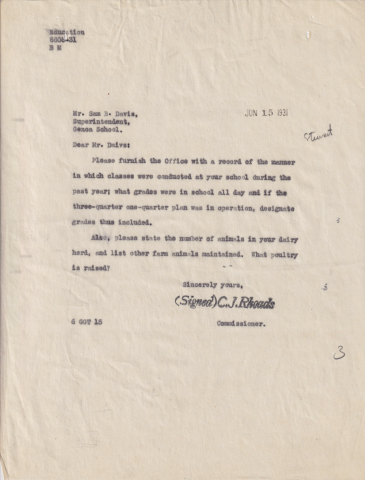 Education
6006-31
B M
Mr. Sam B. Davis,
Superintendent,
Genoa School.
JUN 15 '31
Dear Mr. Daivs:
Please furnish the Office with a record of the manner
in which classes were conducted at your school during the
past year; what grades were in school all day and if the
three-quarter one-quarter plan was in operation, designate
grades thus included.
Also, please state the number of animals in your dairy
herd, and list other farm animals maintained. What poultry
is raised?
Sincerely yours,
(Signed) C. J. Rhoads
6 OGT 15
Commissioner.
3